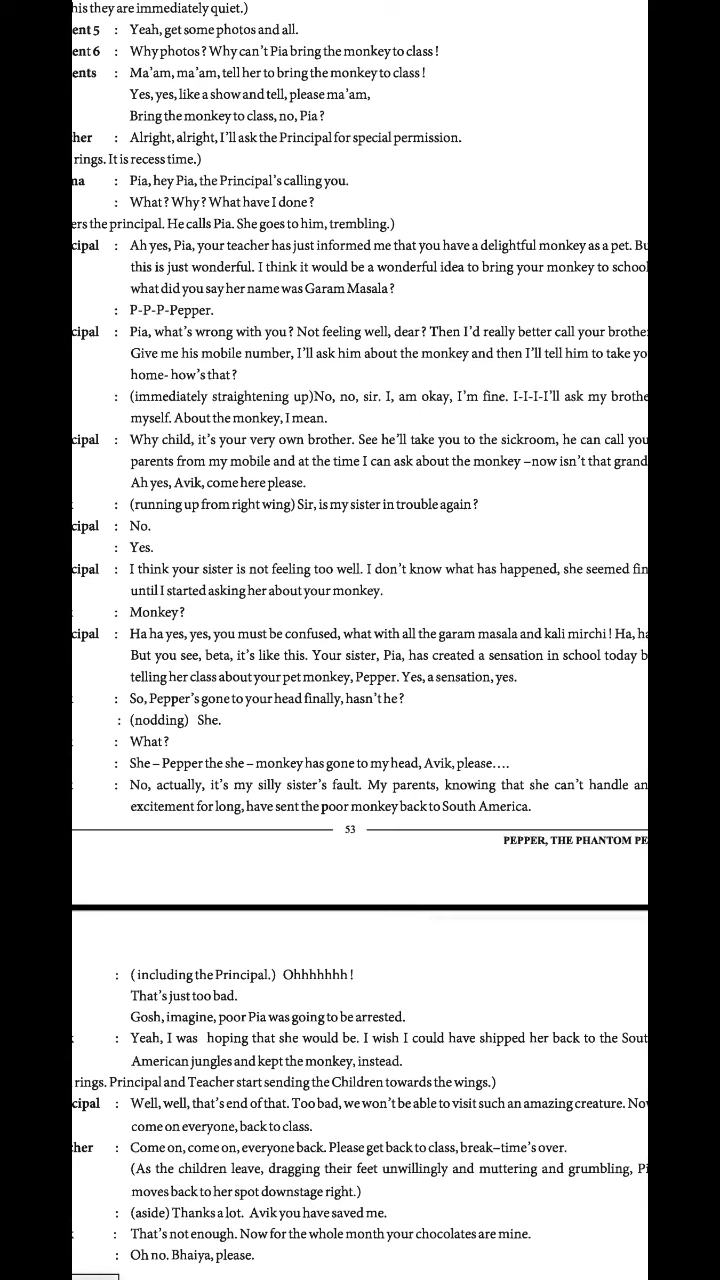 his they are immediately quiet.)
ent 5 : Yeah, get some photos and all.
ent 6 : Why photos? Why can't Pia bring the monkey to class!
ents : Ma'am, ma'am, tell her to bring the monkey to class!
Yes, yes, like a show and tell, please ma'am,
Bring the monkey to class, no, Pia?
her : Alright, alright, I'll ask the Principal for special permission.
rings. It is recess time.)
na : Pia, hey Pia, the Principal's calling you.
: What? Why? What have I done?
ers the principal. He calls Pia. She goes to him, trembling.)
cipal : Ah yes, Pia, your teacher has just informed me that you have a delightful monkey as a pet. Bu
this is just wonderful. I think it would be a wonderful idea to bring your monkey to school
what did you say her name was Garam Masala?
: P-P-P-Pepper.
cipal : Pia, what's wrong with you? Not feeling well, dear? Then I'd really better call your brothe
Give me his mobile number, I'll ask him about the monkey and then I'll tell him to take yo
home- how's that?
: (immediately straightening up)No, no, sir. I, am okay, I'm fine. I-I-I-I'll ask my brothe
myself. About the monkey, I mean.
cipal : Why child, it's your very own brother. See he'll take you to the sickroom, he can call you
parents from my mobile and at the time I can ask about the monkey –now isn't that grand
Ah yes, Avik, come here please.
: (running up from right wing) Sir, is my sister in trouble again?
cipal : No.
: Yes.
cipal : I think your sister is not feeling too well. I don't know what has happened, she seemed fin
until I started asking her about your monkey.
: Monkey?
cipal : Ha ha yes, yes, you must be confused, what with all the garam masala and kali mirchi! Ha, ha
But you see, beta, it's like this. Your sister, Pia, has created a sensation in school today b
telling her class about your pet monkey, Pepper. Yes, a sensation, yes.
: So, Pepper's gone to your head finally, hasn't he?
: (nodding) She.
: What?
: She – Pepper the she – monkey has gone to my head, Avik, please….
: No, actually, it's my silly sister's fault. My parents, knowing that she can't handle an
excitement for long, have sent the poor monkey back to South America.
53
PEPPER, THE PHANTOM PE
: ( including the Principal.) Ohhhhhhh!
That's just too bad.
Gosh, imagine, poor Pia was going to be arrested.
: Yeah, I was hoping that she would be. I wish I could have shipped her back to the Sout
American jungles and kept the monkey, instead.
rings. Principal and Teacher start sending the Children towards the wings.)
cipal : Well, well, that's end of that. Too bad, we won't be able to visit such an amazing creature. Nov
come on everyone, back to class.
her : Come on, come on, everyone back. Please get back to class, break–time's over.
(As the children leave, dragging their feet unwillingly and muttering and grumbling, Pi
moves back to her spot downstage right.)
: (aside) Thanks a lot. Avik you have saved me.
: That's not enough. Now for the whole month your chocolates are mine.
: Oh no. Bhaiya, please.